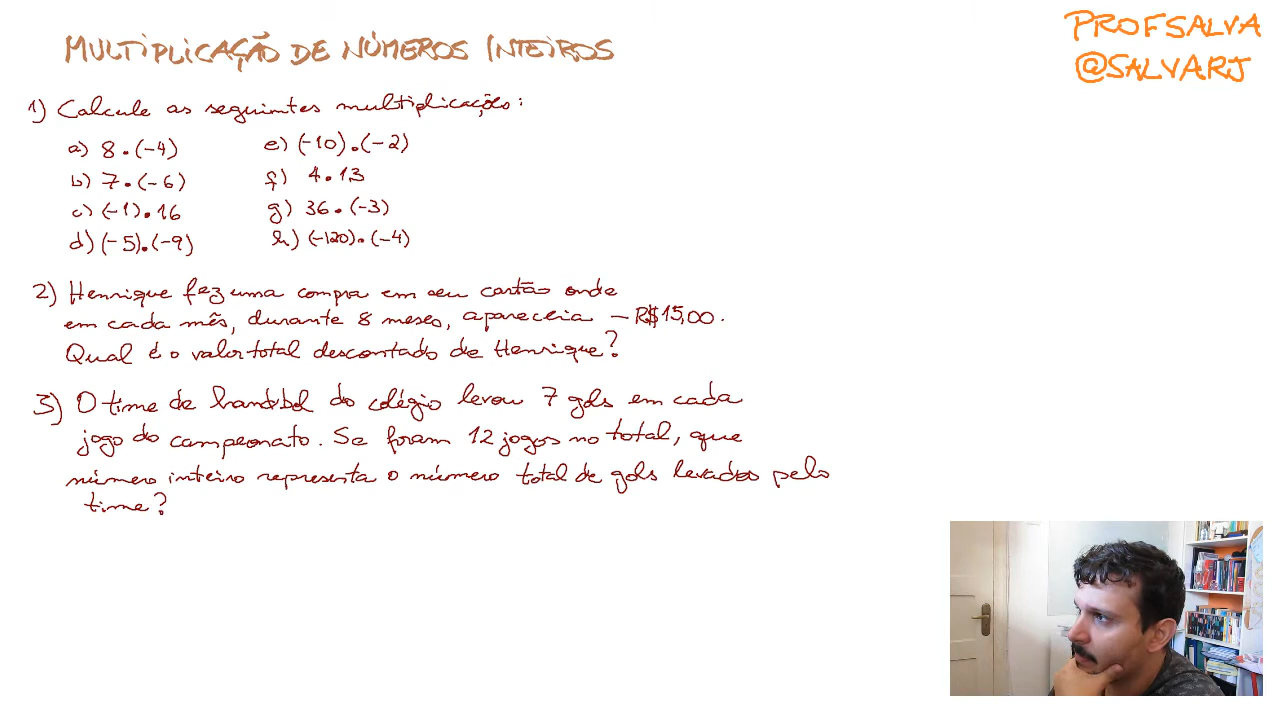 MULTIPLICAÇÃO DE NÚMEROS INTEIROS
PROFSALVA
@SALVARJ
1) Calcule as seguintes multiplicações:
a) 8 . (-4)
b) 7 . (-6)
c) (-1) . 16
d) (-5) . (-9)
e) (-10) . (-2)
f) 4 . 13
g) 36 . (-3)
h) (-120) . (-4)
2) Henrique fez uma compra em seu cartão onde
em cada mês, durante 8 meses, apareceia -R$15,00.
Qual é o valor total descontado de Henrique?
3) O time de handbol do colégio levou 7 gols em cada
jogo do campeonato. Se foram 12 jogos no total, que
número inteiro representa o número total de gols levados pelo
time?